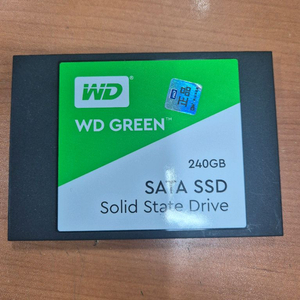 WD
WD GREEN™
240GB
SATA SSD
Solid State Drive